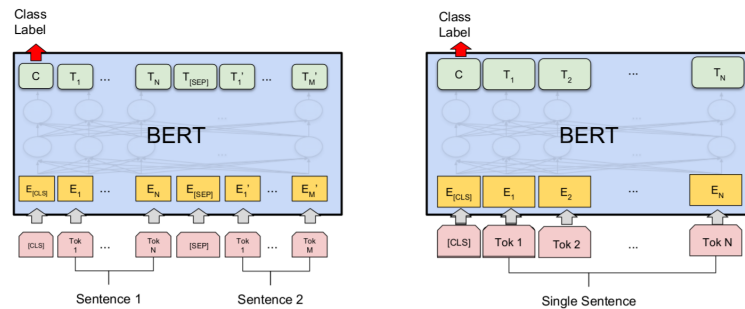 Class
Label
C T1 ... TN T[SEP] T1' ... TM'
BERT
E[CLS] E1 ... EN E[SEP] E1' ... EM'
[CLS] Tok 1 ... Tok N [SEP] Tok 1 ... Tok M
Sentence 1 Sentence 2
Class
Label
C T1 T2 ... TN
BERT
E[CLS] E1 E2 ... EN
[CLS] Tok 1 Tok 2 ... Tok N
Single Sentence